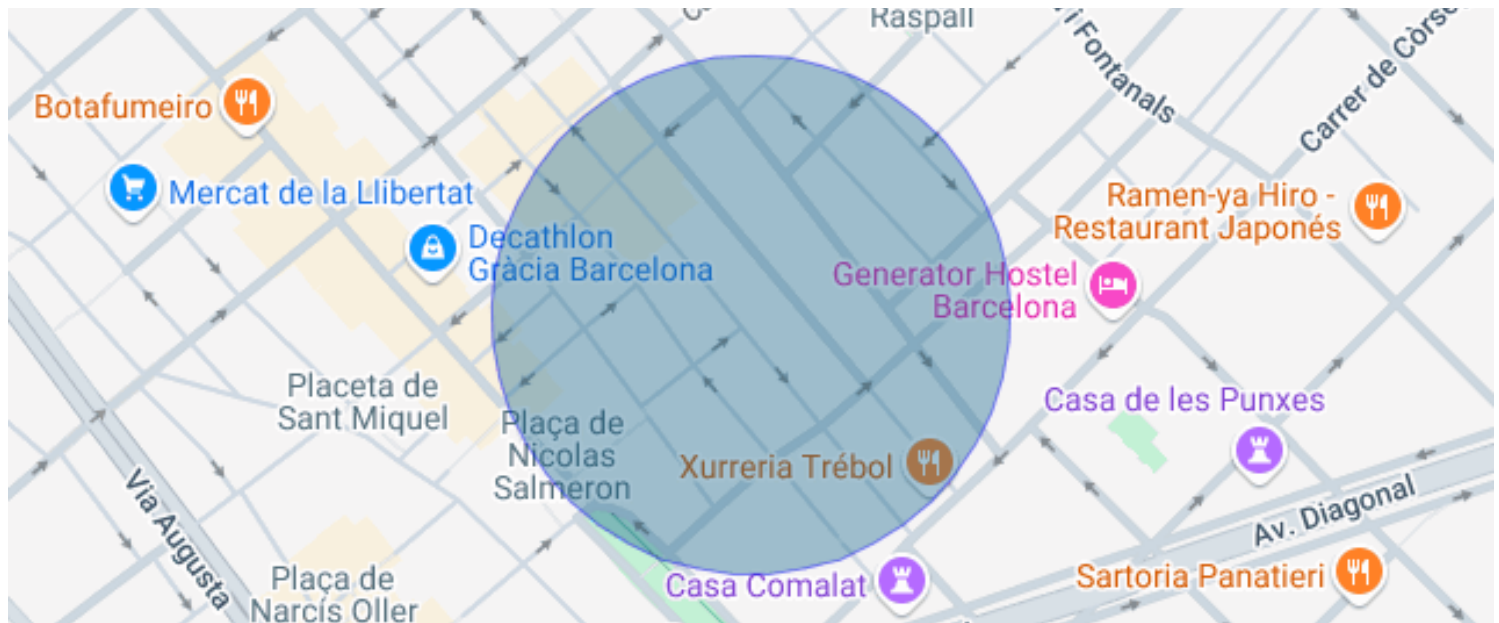 Raspall
i Fontanals
Carrer de Còrse
Botafumeiro
Mercat de la Llibertat
Ramen-ya Hiro -
Restaurant Japonés
Decathlon
Gràcia Barcelona
Generator Hostel
Barcelona
Placeta de
Sant Miquel
Plaça de
Nicolas
Salmeron
Casa de les Punxes
Xurreria Trébol
Via Augusta
Av. Diagonal
Plaça de
Narcís Oller
Casa Comalat
Sartoria Panatieri